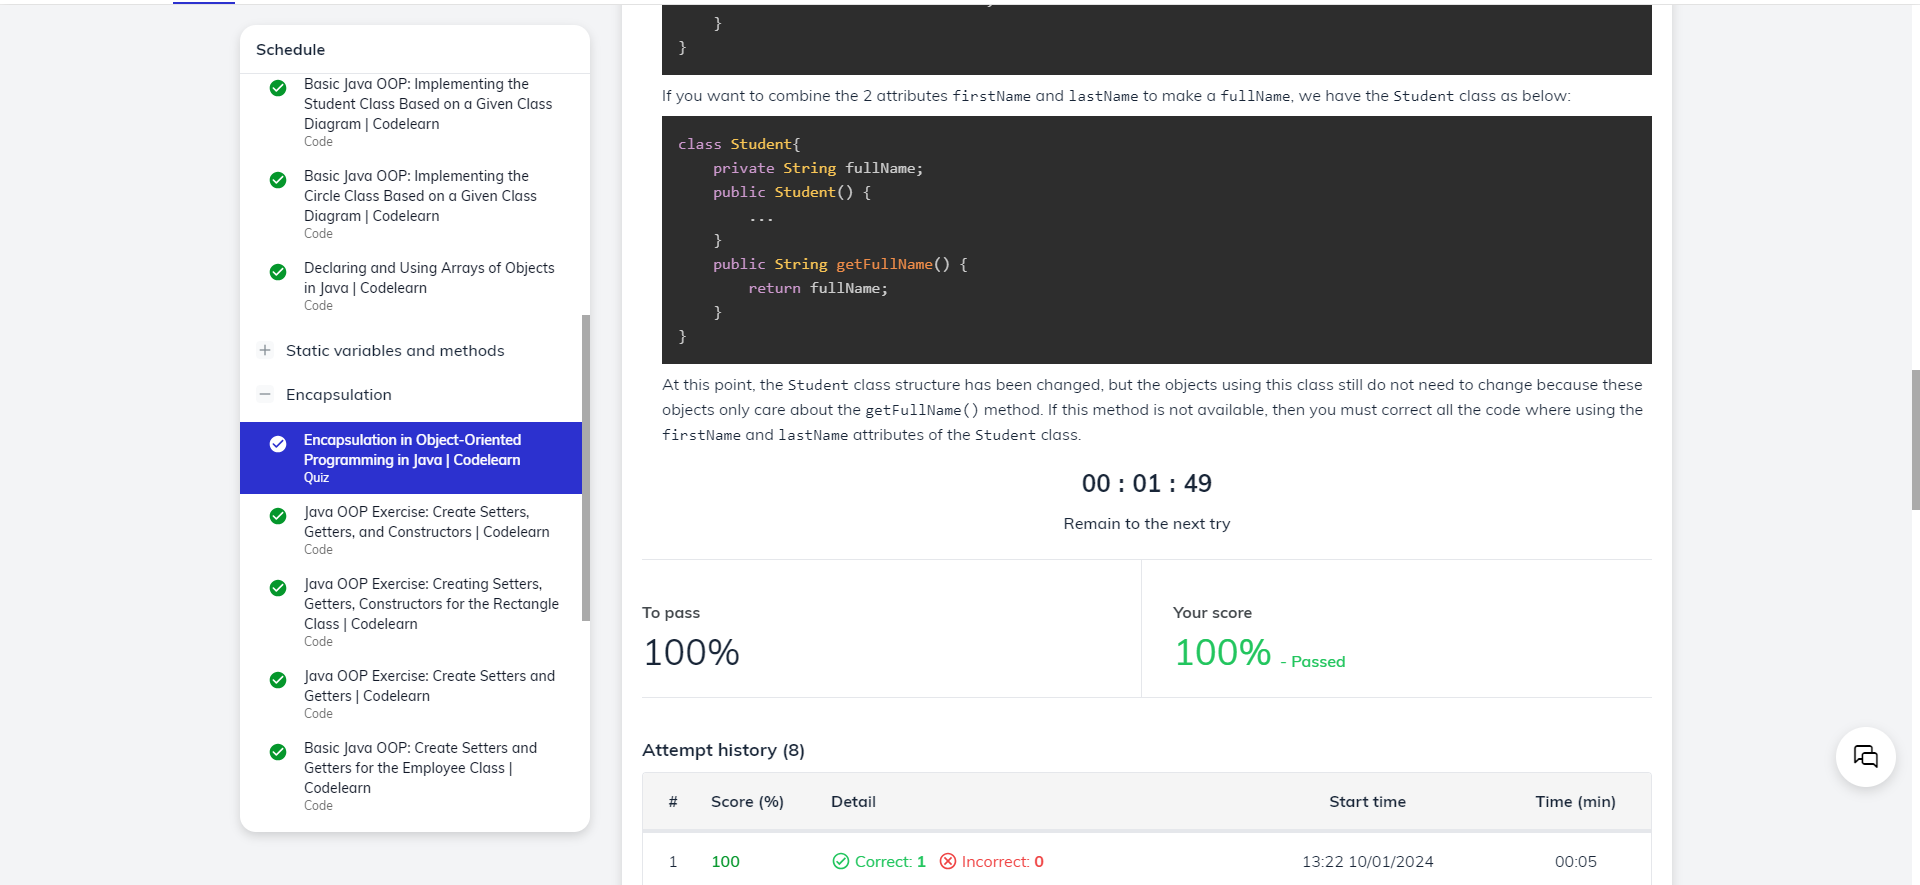 Schedule
Basic Java OOP: Implementing the
Student Class Based on a Given Class
Diagram | Codelearn
Code
Basic Java OOP: Implementing the
Circle Class Based on a Given Class
Diagram | Codelearn
Code
Declaring and Using Arrays of Objects
in Java | Codelearn
Code
+ Static variables and methods
− Encapsulation
Encapsulation in Object-Oriented
Programming in Java | Codelearn
Quiz
Java OOP Exercise: Create Setters,
Getters, and Constructors | Codelearn
Code
Java OOP Exercise: Creating Setters,
Getters, Constructors for the Rectangle
Class | Codelearn
Code
Java OOP Exercise: Create Setters and
Getters | Codelearn
Code
Basic Java OOP: Create Setters and
Getters for the Employee Class |
Codelearn
Code
}
}
If you want to combine the 2 attributes firstName and lastName to make a fullName, we have the Student class as below:
class Student{
private String fullName;
public Student() {
...
}
public String getFullName() {
return fullName;
}
}
At this point, the Student class structure has been changed, but the objects using this class still do not need to change because these
objects only care about the getFullName() method. If this method is not available, then you must correct all the code where using the
firstName and lastName attributes of the Student class.
00 : 01 : 49
Remain to the next try
To pass
100%
Your score
100% - Passed
Attempt history (8)
# Score (%) Detail Start time Time (min)
1 100 Correct: 1 Incorrect: 0 13:22 10/01/2024 00:05